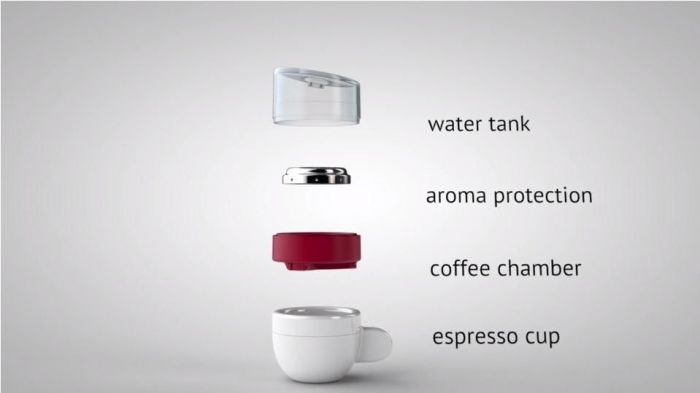 water tank
aroma protection
coffee chamber
espresso cup